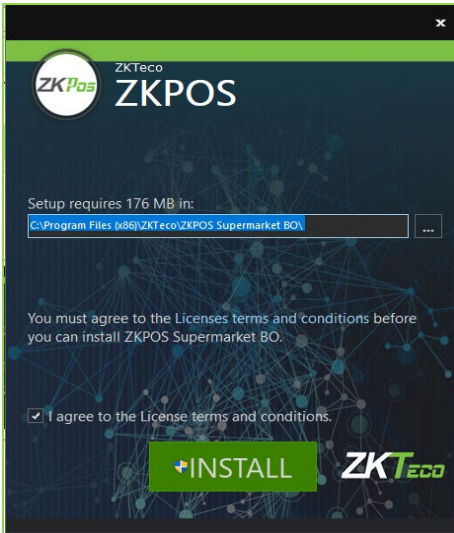 x
ZKPos
ZKTeco
ZKPOS
Setup requires 176 MB in:
C:\Program Files (x86)\ZKTeco\ZKPOS Supermarket BO\
...
You must agree to the Licenses terms and conditions before
you can install ZKPOS Supermarket BO.
I agree to the License terms and conditions.
INSTALL
ZKTECO